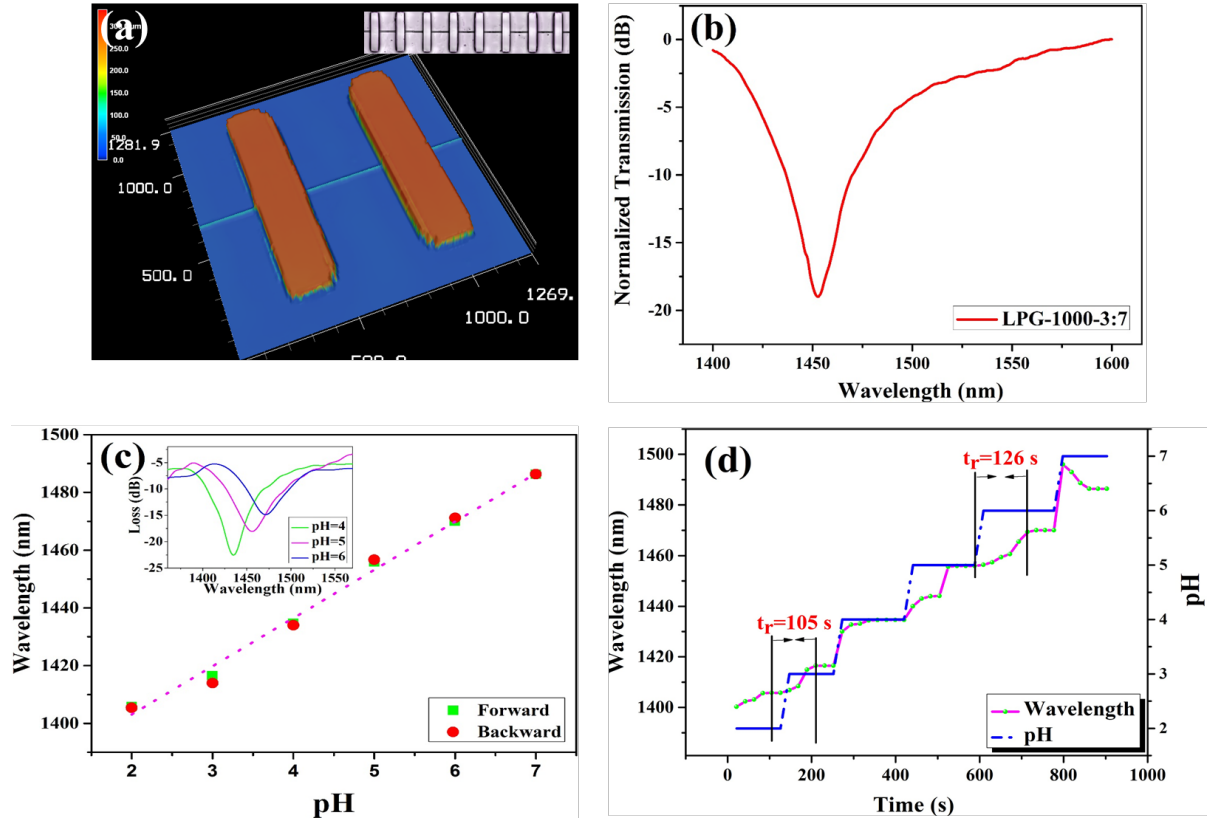 (a)
250.0
200.0
150.0
100.0
50.0
0.0
1281.9
1000.0
500.0
1269.
1000.0
(b)
Normalized Transmission (dB)
0
-5
-10
-15
-20
LPG-1000-3:7
1400
1450
1500
1550
1600
Wavelength (nm)
(c)
Wavelength (nm)
1500
1480
1460
1440
1420
1400
Loss (dB)
-5
-10
-15
-20
-25
pH=4
pH=5
pH=6
1400
1450
1500
1550
Wavelength (nm)
Forward
Backward
2
3
4
5
6
7
pH
(d)
Wavelength (nm)
1500
1480
1460
1440
1420
1400
tr=126 s
tr=105 s
Wavelength
pH
7
6
5
4
3
2
pH
0
200
400
600
800
1000
Time (s)